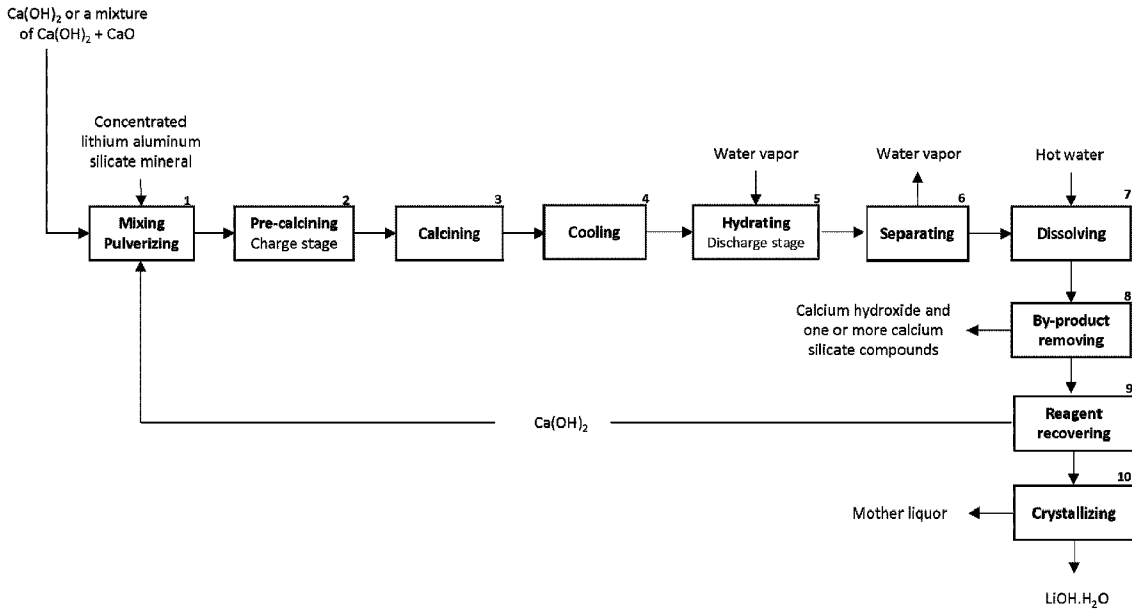 Ca(OH)₂ or a mixture
of Ca(OH)₂ + CaO
Concentrated
lithium aluminum
silicate mineral
Water vapor
Water vapor
Hot water
1
Mixing
Pulverizing
2
Pre-calcining
Charge stage
3
Calcining
4
Cooling
5
Hydrating
Discharge stage
6
Separating
7
Dissolving
8
By-product
removing
Calcium hydroxide and
one or more calcium
silicate compounds
9
Reagent
recovering
Ca(OH)₂
10
Crystallizing
Mother liquor
LiOH.H₂O